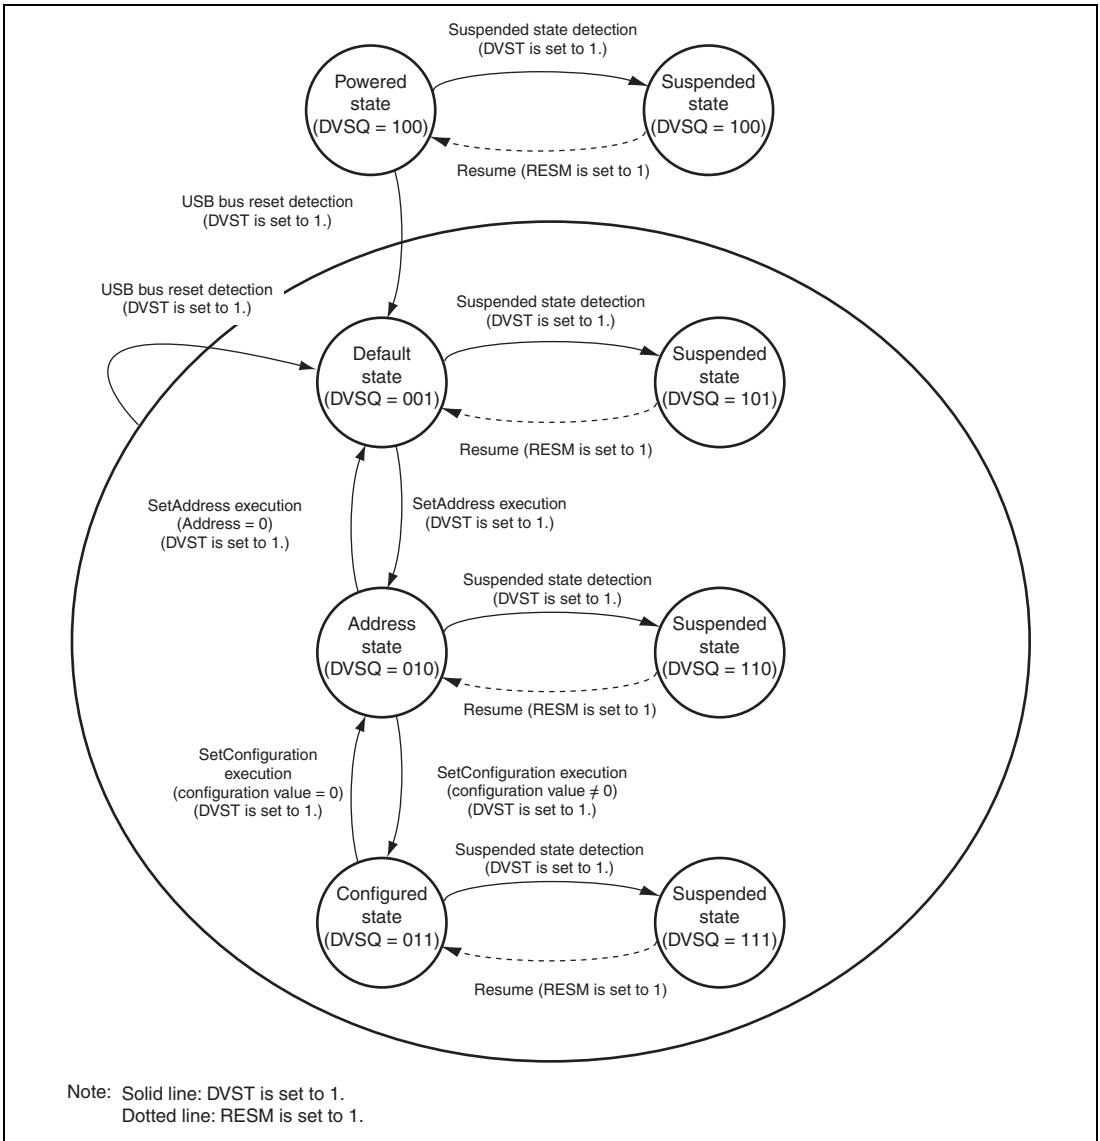 Suspended state detection
(DVST is set to 1.)
Powered
state
(DVSQ = 100)
Suspended
state
(DVSQ = 100)
Resume (RESM is set to 1)
USB bus reset detection
(DVST is set to 1.)
USB bus reset detection
(DVST is set to 1.)
Suspended state detection
(DVST is set to 1.)
Default
state
(DVSQ = 001)
Suspended
state
(DVSQ = 101)
Resume (RESM is set to 1)
SetAddress execution
(Address = 0)
(DVST is set to 1.)
SetAddress execution
(DVST is set to 1.)
Suspended state detection
(DVST is set to 1.)
Address
state
(DVSQ = 010)
Suspended
state
(DVSQ = 110)
Resume (RESM is set to 1)
SetConfiguration
execution
(configuration value = 0)
(DVST is set to 1.)
SetConfiguration execution
(configuration value ≠ 0)
(DVST is set to 1.)
Suspended state detection
(DVST is set to 1.)
Configured
state
(DVSQ = 011)
Suspended
state
(DVSQ = 111)
Resume (RESM is set to 1)
Note: Solid line: DVST is set to 1.
Dotted line: RESM is set to 1.